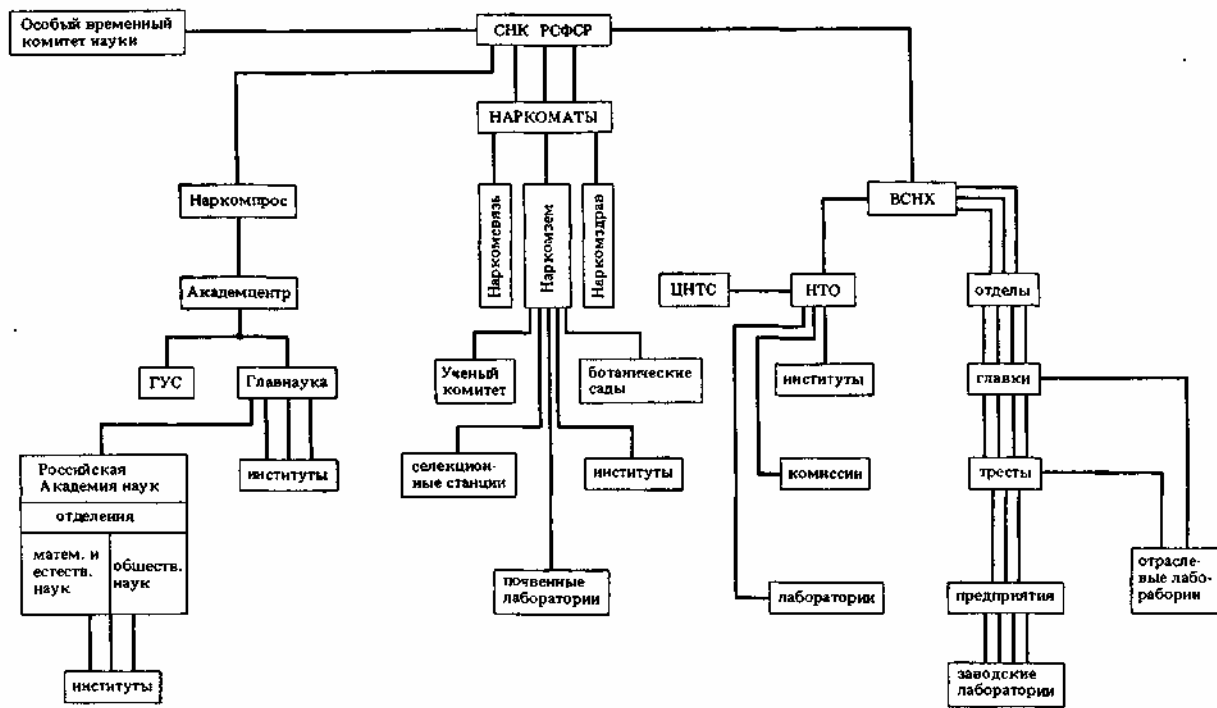 Особый временный
комитет науки
СНК РСФСР
НАРКОМАТЫ
Наркомпрос
Наркомсвязь
Наркомзем
Наркомздрав
ВСНХ
Академцентр
ЦНТС
НТО
отделы
ГУС
Главнаука
Ученый
комитет
ботанические
сады
институты
главки
Российская
Академия наук
отделения
матем. и
естеств.
наук
обществ.
наук
институты
селекцион-
ные станции
институты
комиссии
тресты
почвенные
лаборатории
лаборатории
предприятия
отрасле-
вые лабо-
рабории
институты
заводские
лаборатории